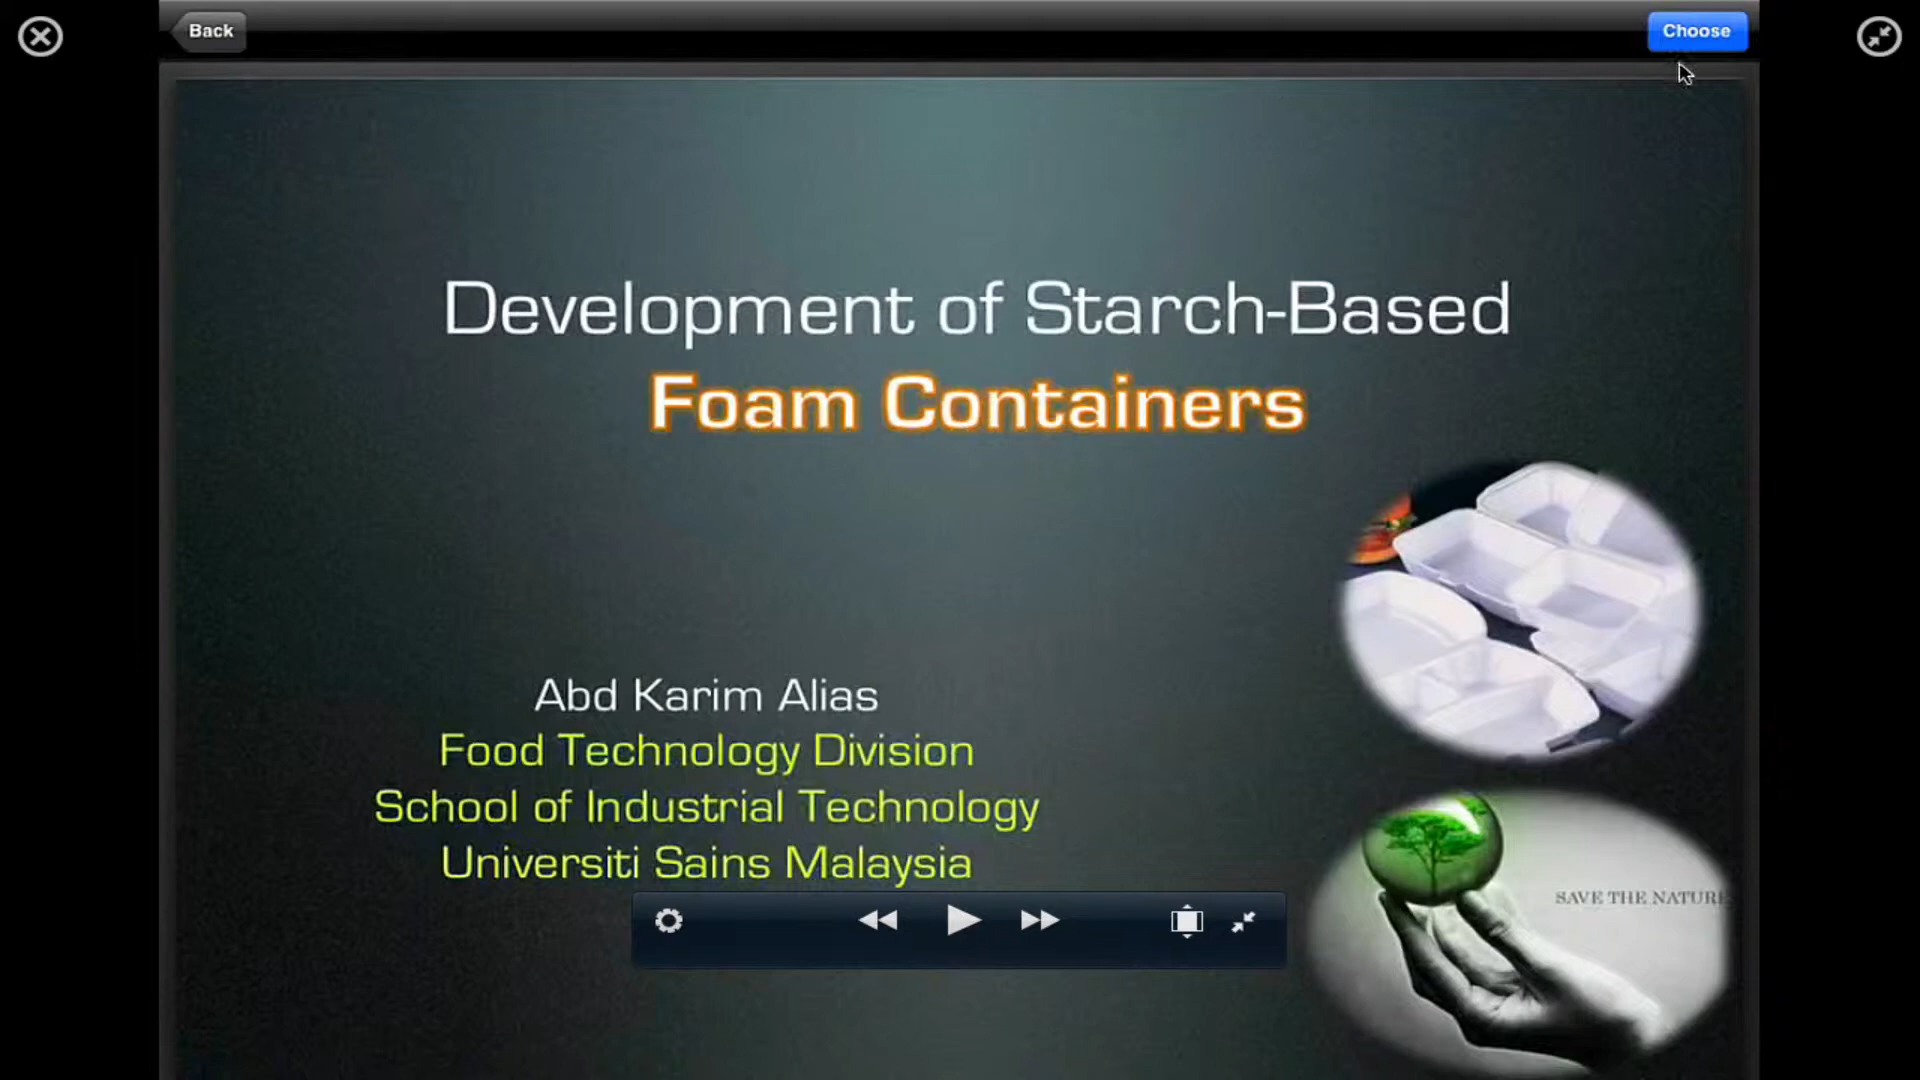 Back
Choose
Development of Starch-Based
Foam Containers
Abd Karim Alias
Food Technology Division
School of Industrial Technology
Universiti Sains Malaysia
SAVE THE NATURE